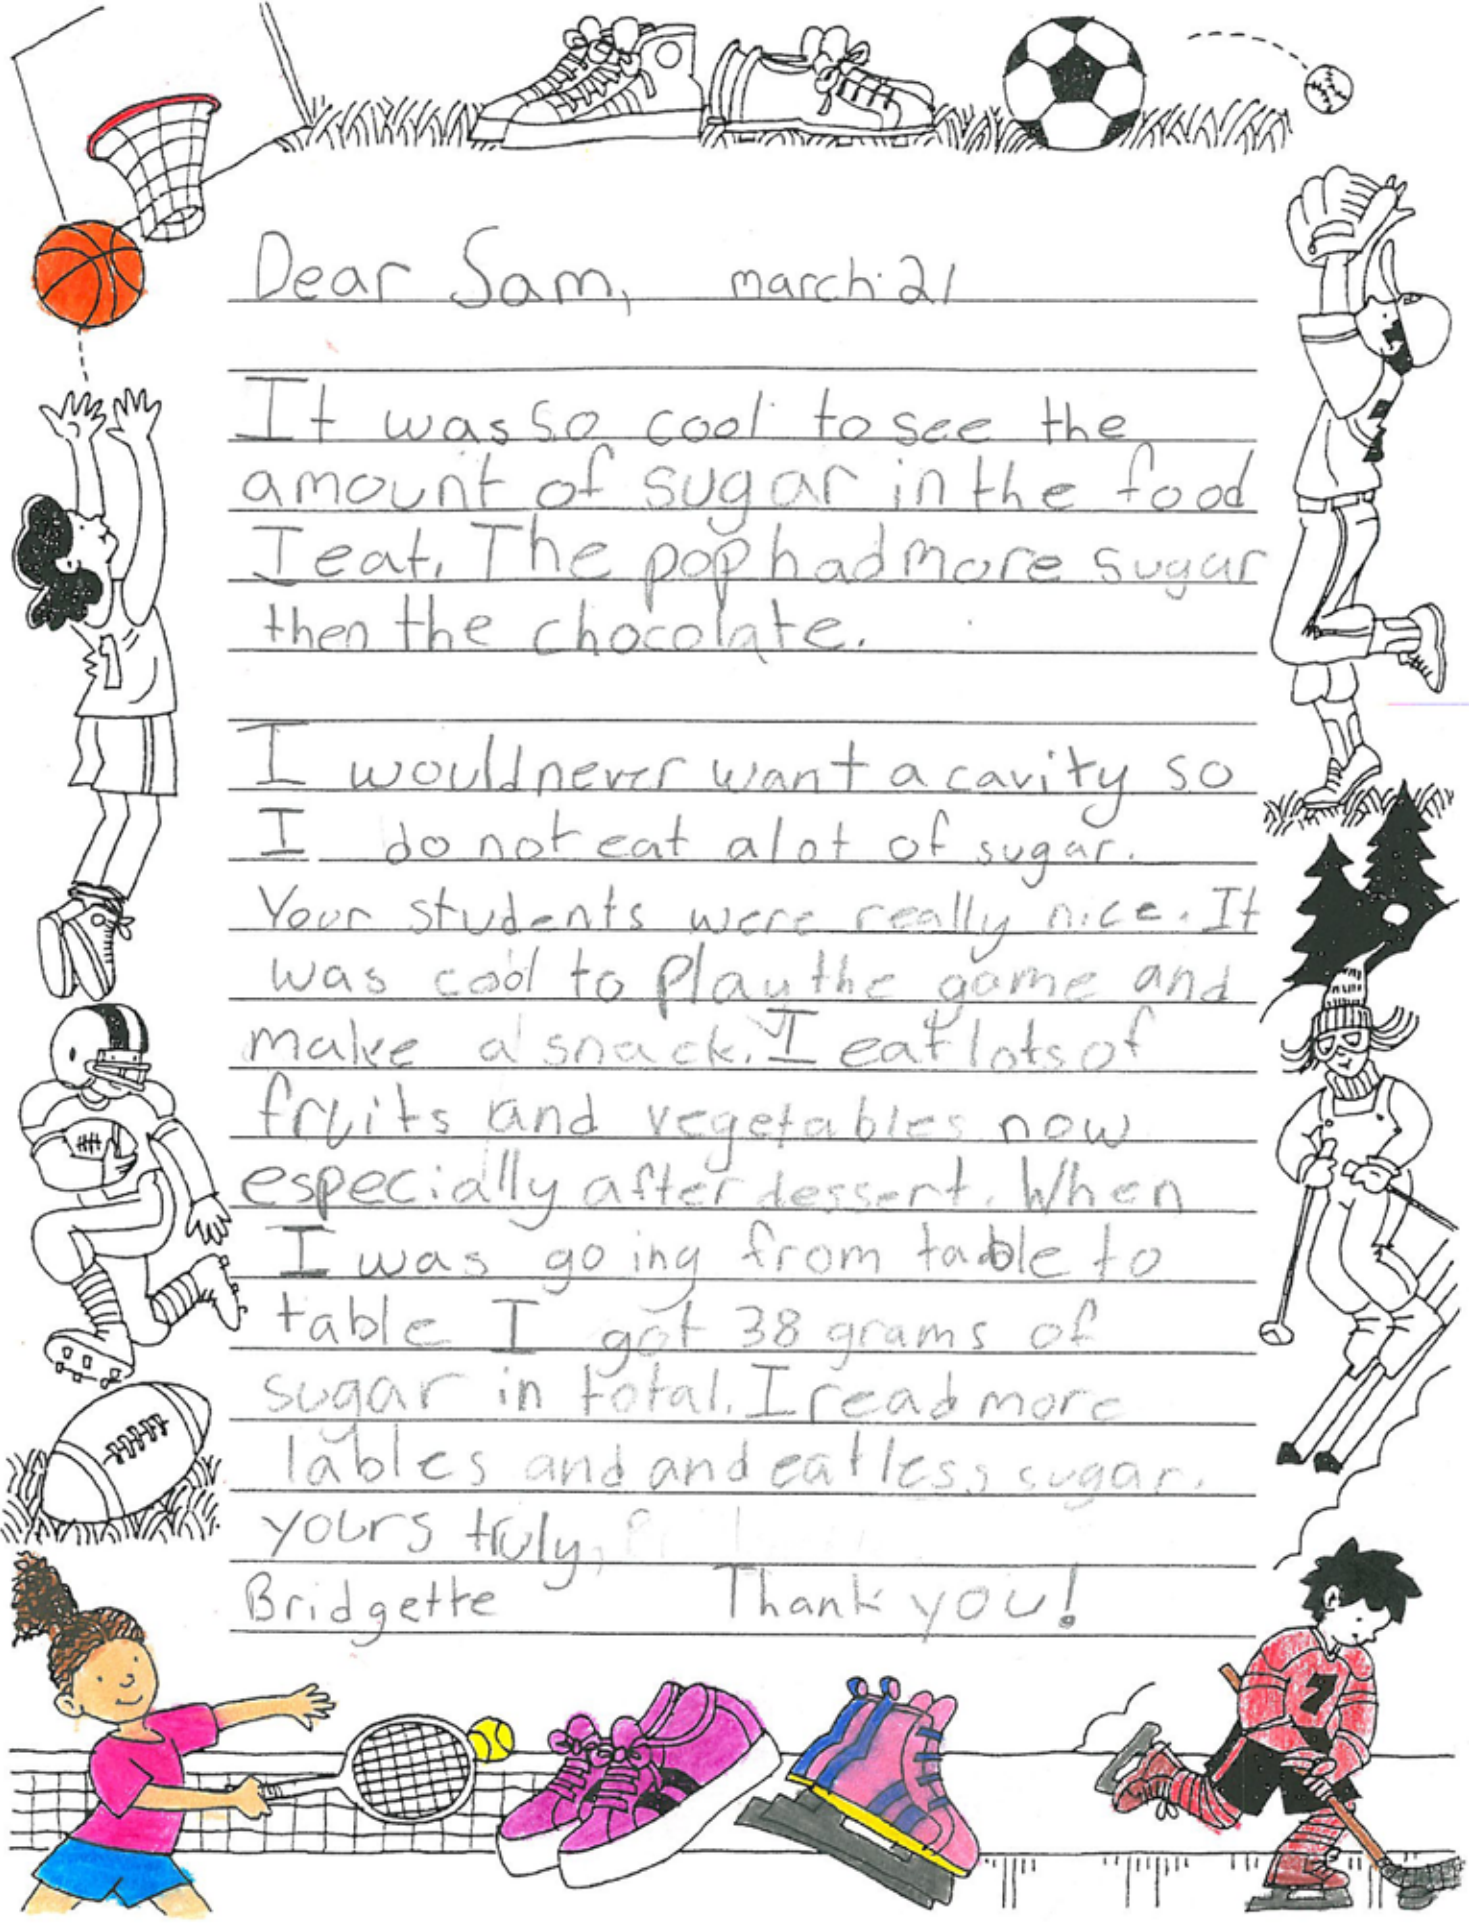 Dear Sam, march 21
It was so cool to see the
amount of sugar in the food
I eat. The pop had more sugar
then the chocolate.
I would never want a cavity so
I do not eat alot of sugar.
Your students were really nice. It
was cool to play the game and
make a snack. I eat lots of
fruits and vegetables now
especially after dessert. When
I was going from table to
table I got 38 grams of
sugar in total. I read more
lables and and eat less sugar.
yours truly,
Bridgette Thank you!